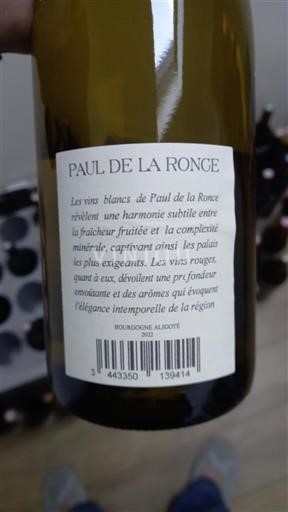 PAUL DE LA RONCE
Les vins blancs de Paul de la Ronce
révèlent une harmonie subtile entre
la fraîcheur fruitée et la complexité
minérale, captivant ainsi les palais
les plus exigeants. Les vins rouges,
quant à eux, dévoilent une profondeur
envoûtante et des arômes qui évoquent
l'élégance intemporelle de la région
BOURGOGNE ALIGOTÉ
2022
3 443350 139414